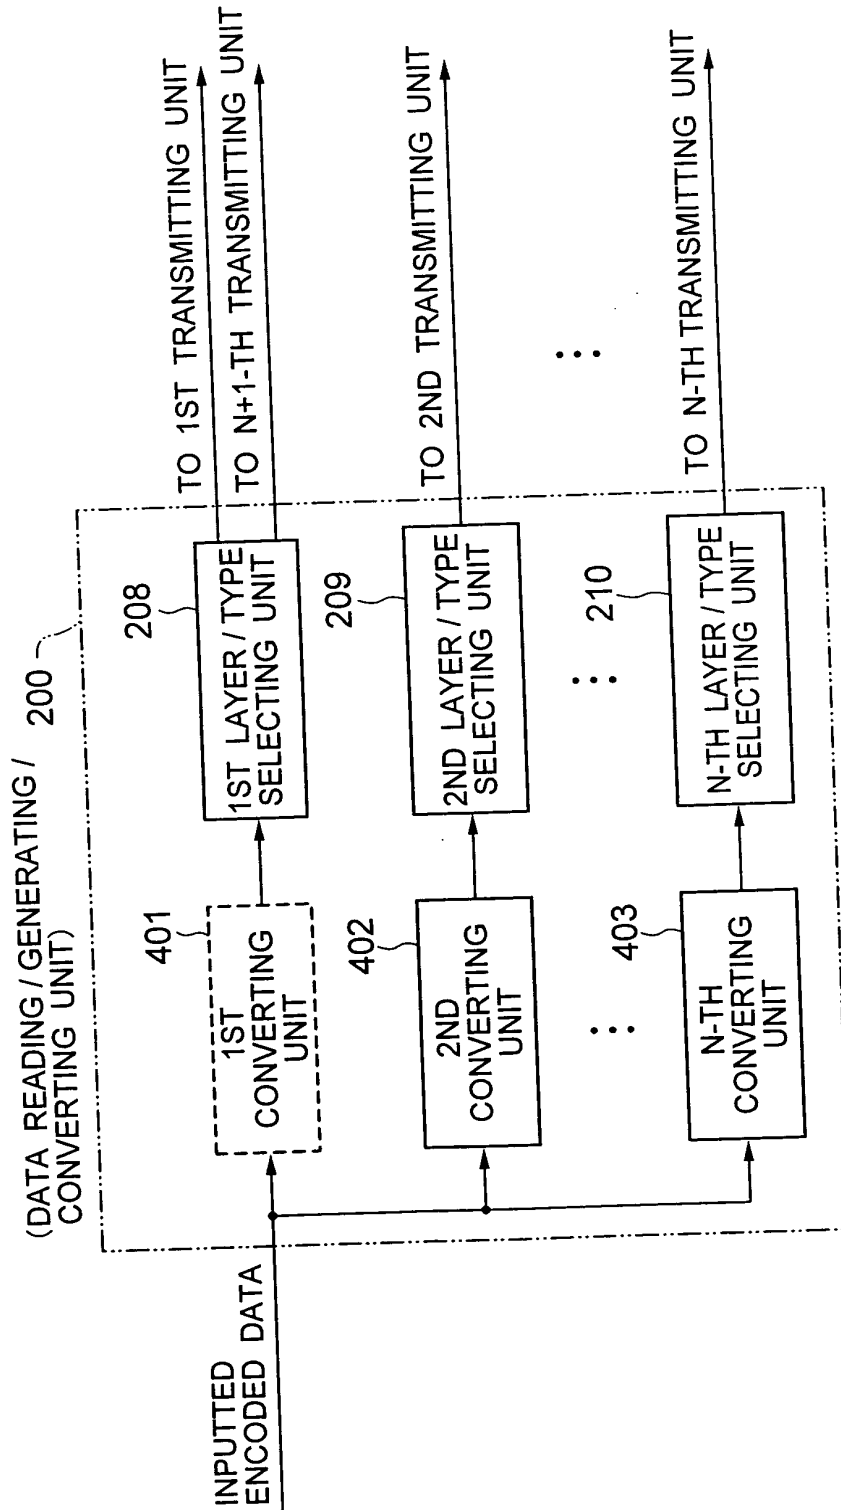 (DATA READING/GENERATING/
CONVERTING UNIT)
200
INPUTTED
ENCODED DATA
401
1ST
CONVERTING
UNIT
208
1ST LAYER/TYPE
SELECTING UNIT
TO 1ST TRANSMITTING UNIT
TO N+1-TH TRANSMITTING UNIT
402
2ND
CONVERTING
UNIT
209
2ND LAYER/TYPE
SELECTING UNIT
TO 2ND TRANSMITTING UNIT
403
N-TH
CONVERTING
UNIT
210
N-TH LAYER/TYPE
SELECTING UNIT
TO N-TH TRANSMITTING UNIT